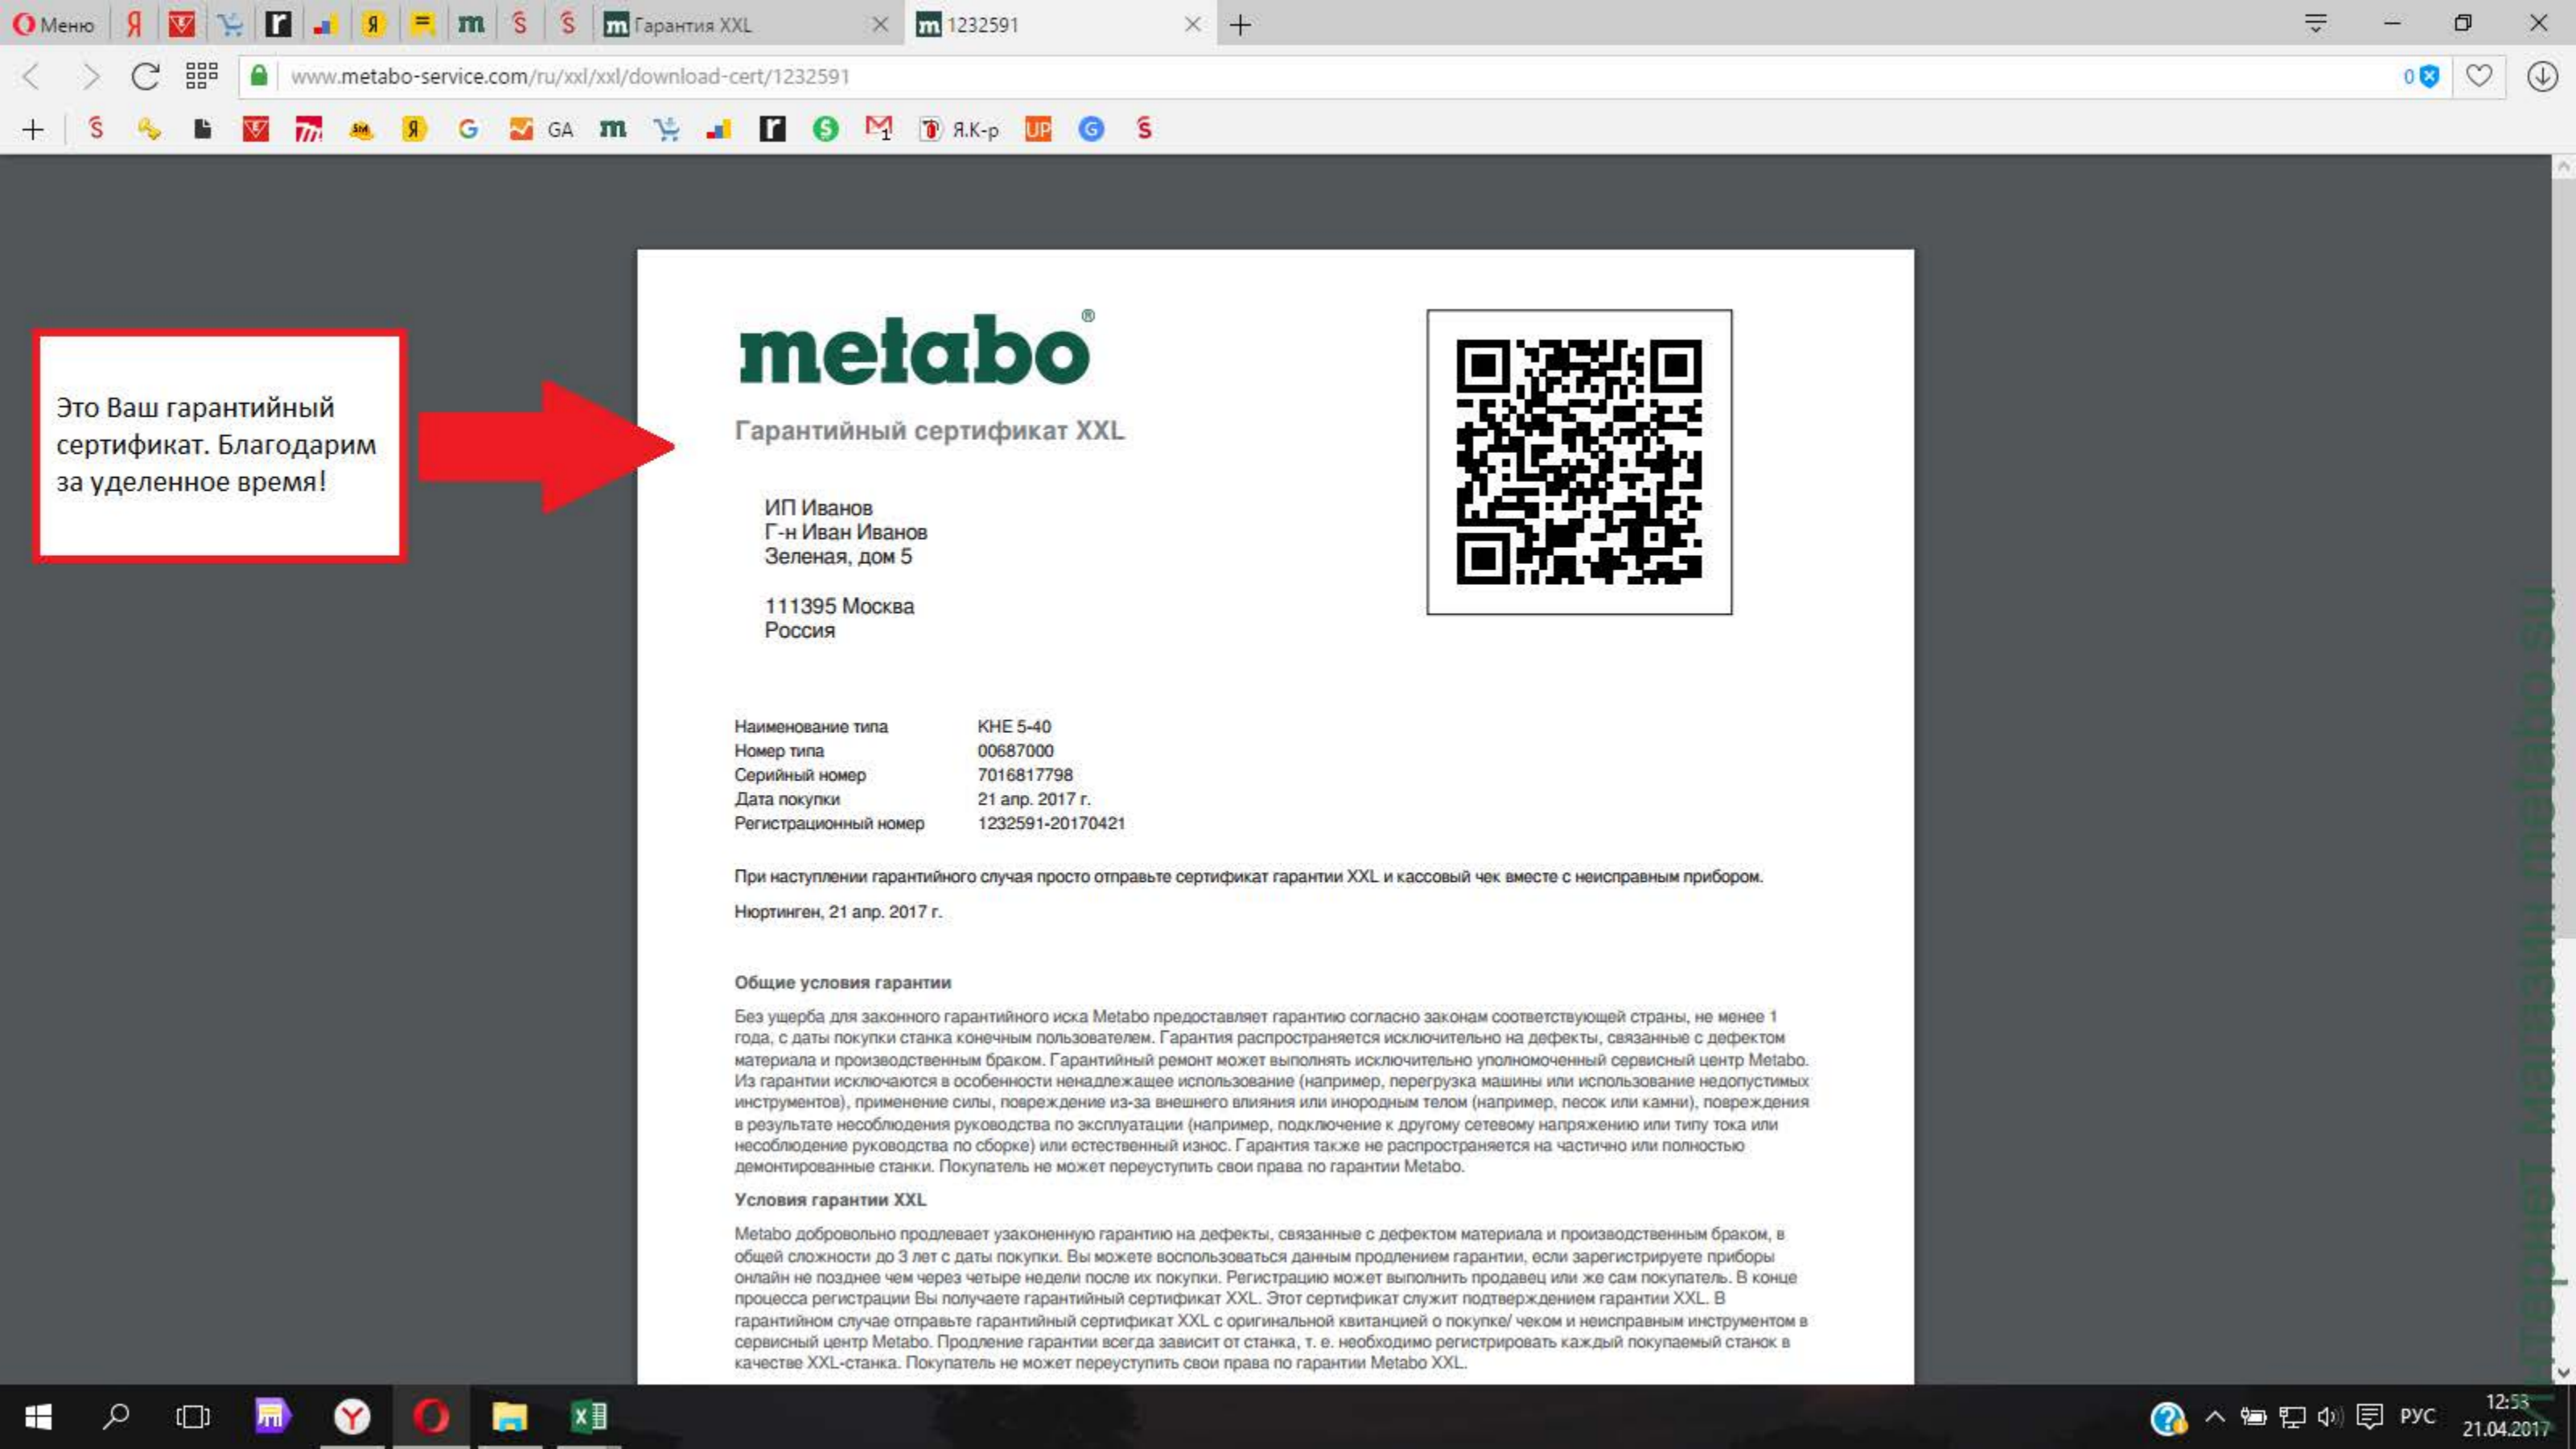 Меню
Гарантия XXL
1232591
www.metabo-service.com/ru/xxl/xxl/download-cert/1232591
0
GA
Я.К-р
UP
Это Ваш гарантийный
сертификат. Благодарим
за уделенное время!
metabo®
Гарантийный сертификат XXL
ИП Иванов
Г-н Иван Иванов
Зеленая, дом 5
111395 Москва
Россия
Наименование типа KHE 5-40
Номер типа 00687000
Серийный номер 7016817798
Дата покупки 21 апр. 2017 г.
Регистрационный номер 1232591-20170421
При наступлении гарантийного случая просто отправьте сертификат гарантии XXL и кассовый чек вместе с неисправным прибором.
Нюртинген, 21 апр. 2017 г.
Общие условия гарантии
Без ущерба для законного гарантийного иска Metabo предоставляет гарантию согласно законам соответствующей страны, не менее 1
года, с даты покупки станка конечным пользователем. Гарантия распространяется исключительно на дефекты, связанные с дефектом
материала и производственным браком. Гарантийный ремонт может выполнять исключительно уполномоченный сервисный центр Metabo.
Из гарантии исключаются в особенности ненадлежащее использование (например, перегрузка машины или использование недопустимых
инструментов), применение силы, повреждение из-за внешнего влияния или инородным телом (например, песок или камни), повреждения
в результате несоблюдения руководства по эксплуатации (например, подключение к другому сетевому напряжению или типу тока или
несоблюдение руководства по сборке) или естественный износ. Гарантия также не распространяется на частично или полностью
демонтированные станки. Покупатель не может переуступить свои права по гарантии Metabo.
Условия гарантии XXL
Metabo добровольно продлевает узаконенную гарантию на дефекты, связанные с дефектом материала и производственным браком, в
общей сложности до 3 лет с даты покупки. Вы можете воспользоваться данным продлением гарантии, если зарегистрируете приборы
онлайн не позднее чем через четыре недели после их покупки. Регистрацию может выполнить продавец или же сам покупатель. В конце
процесса регистрации Вы получаете гарантийный сертификат XXL. Этот сертификат служит подтверждением гарантии XXL. В
гарантийном случае отправьте гарантийный сертификат XXL с оригинальной квитанцией о покупке/ чеком и неисправным инструментом в
сервисный центр Metabo. Продление гарантии всегда зависит от станка, т. е. необходимо регистрировать каждый покупаемый станок в
качестве XXL-станка. Покупатель не может переуступить свои права по гарантии Metabo XXL.
Интернет магазин metabo.su
РУС
12:53
21.04.2017